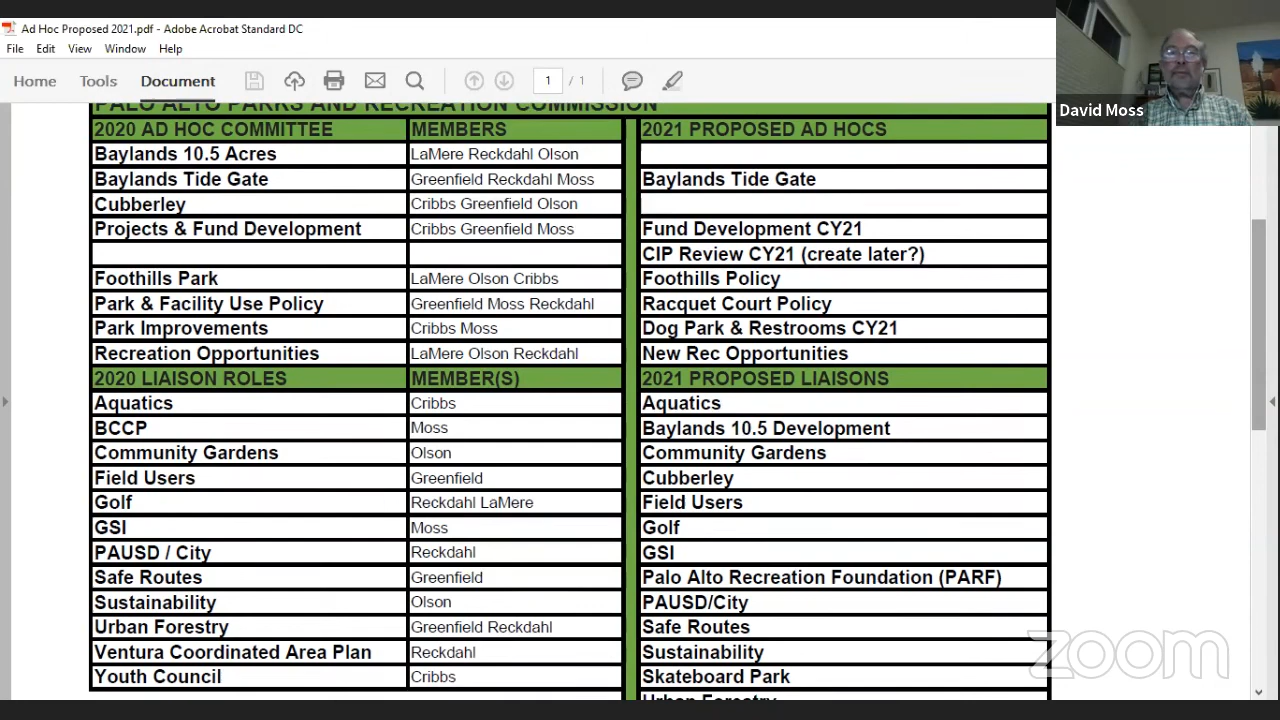 Ad Hoc Proposed 2021.pdf - Adobe Acrobat Standard DC
File Edit View Window Help
Home Tools Document 1 / 1
David Moss
PALO ALTO PARKS AND RECREATION COMMISSION
2020 AD HOC COMMITTEE MEMBERS 2021 PROPOSED AD HOCS
Baylands 10.5 Acres LaMere Reckdahl Olson
Baylands Tide Gate Greenfield Reckdahl Moss Baylands Tide Gate
Cubberley Cribbs Greenfield Olson
Projects & Fund Development Cribbs Greenfield Moss Fund Development CY21
CIP Review CY21 (create later?)
Foothills Park LaMere Olson Cribbs Foothills Policy
Park & Facility Use Policy Greenfield Moss Reckdahl Racquet Court Policy
Park Improvements Cribbs Moss Dog Park & Restrooms CY21
Recreation Opportunities LaMere Olson Reckdahl New Rec Opportunities
2020 LIAISON ROLES MEMBER(S) 2021 PROPOSED LIAISONS
Aquatics Cribbs Aquatics
BCCP Moss Baylands 10.5 Development
Community Gardens Olson Community Gardens
Field Users Greenfield Cubberley
Golf Reckdahl LaMere Field Users
GSI Moss Golf
PAUSD / City Reckdahl GSI
Safe Routes Greenfield Palo Alto Recreation Foundation (PARF)
Sustainability Olson PAUSD/City
Urban Forestry Greenfield Reckdahl Safe Routes
Ventura Coordinated Area Plan Reckdahl Sustainability
Youth Council Cribbs Skateboard Park
Urban Forestry
zoom